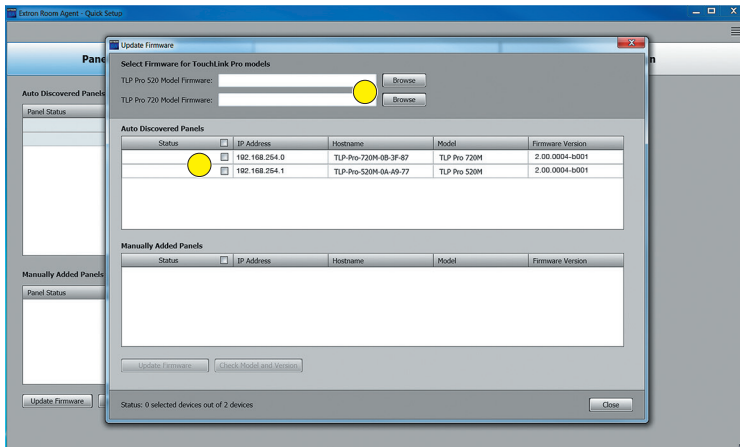 Extron Room Agent - Quick Setup
Pane
n
Auto Discovered Panels
Panel Status
Manually Added Panels
Panel Status
Update Firmware
Update Firmware
Select Firmware for TouchLink Pro models
TLP Pro 520 Model Firmware: Browse
TLP Pro 720 Model Firmware: Browse
Auto Discovered Panels
Status IP Address Hostname Model Firmware Version
192.168.254.0 TLP-Pro-720M-0B-3F-87 TLP Pro 720M 2.00.0004-b001
192.168.254.1 TLP-Pro-520M-0A-A9-77 TLP Pro 520M 2.00.0004-b001
Manually Added Panels
Status IP Address Hostname Model Firmware Version
Update Firmware Check Model and Version
Status: 0 selected devices out of 2 devices Close